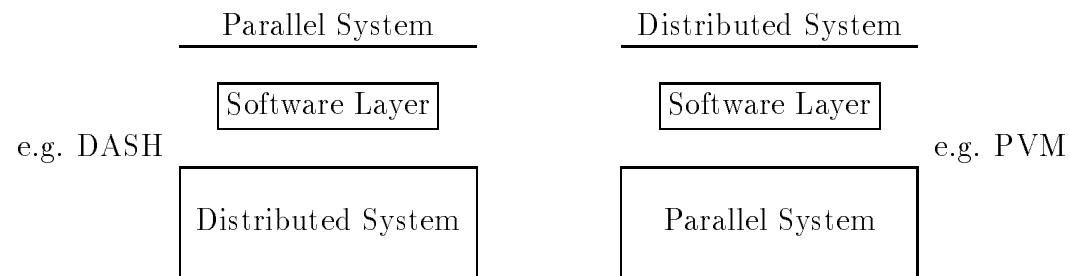 Parallel System
Distributed System
Software Layer
Software Layer
e.g. DASH
e.g. PVM
Distributed System
Parallel System